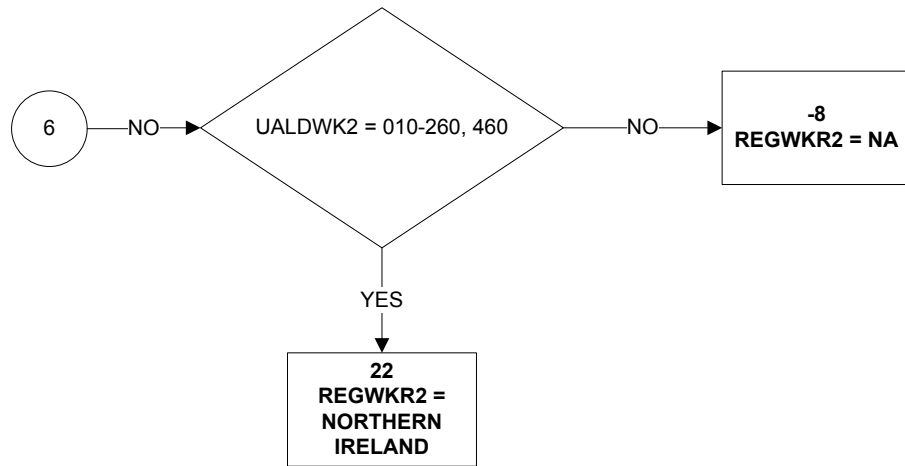 6
NO
UALDWK2 = 010-260, 460
NO
-8
REGWKR2 = NA
YES
22
REGWKR2 =
NORTHERN
IRELAND